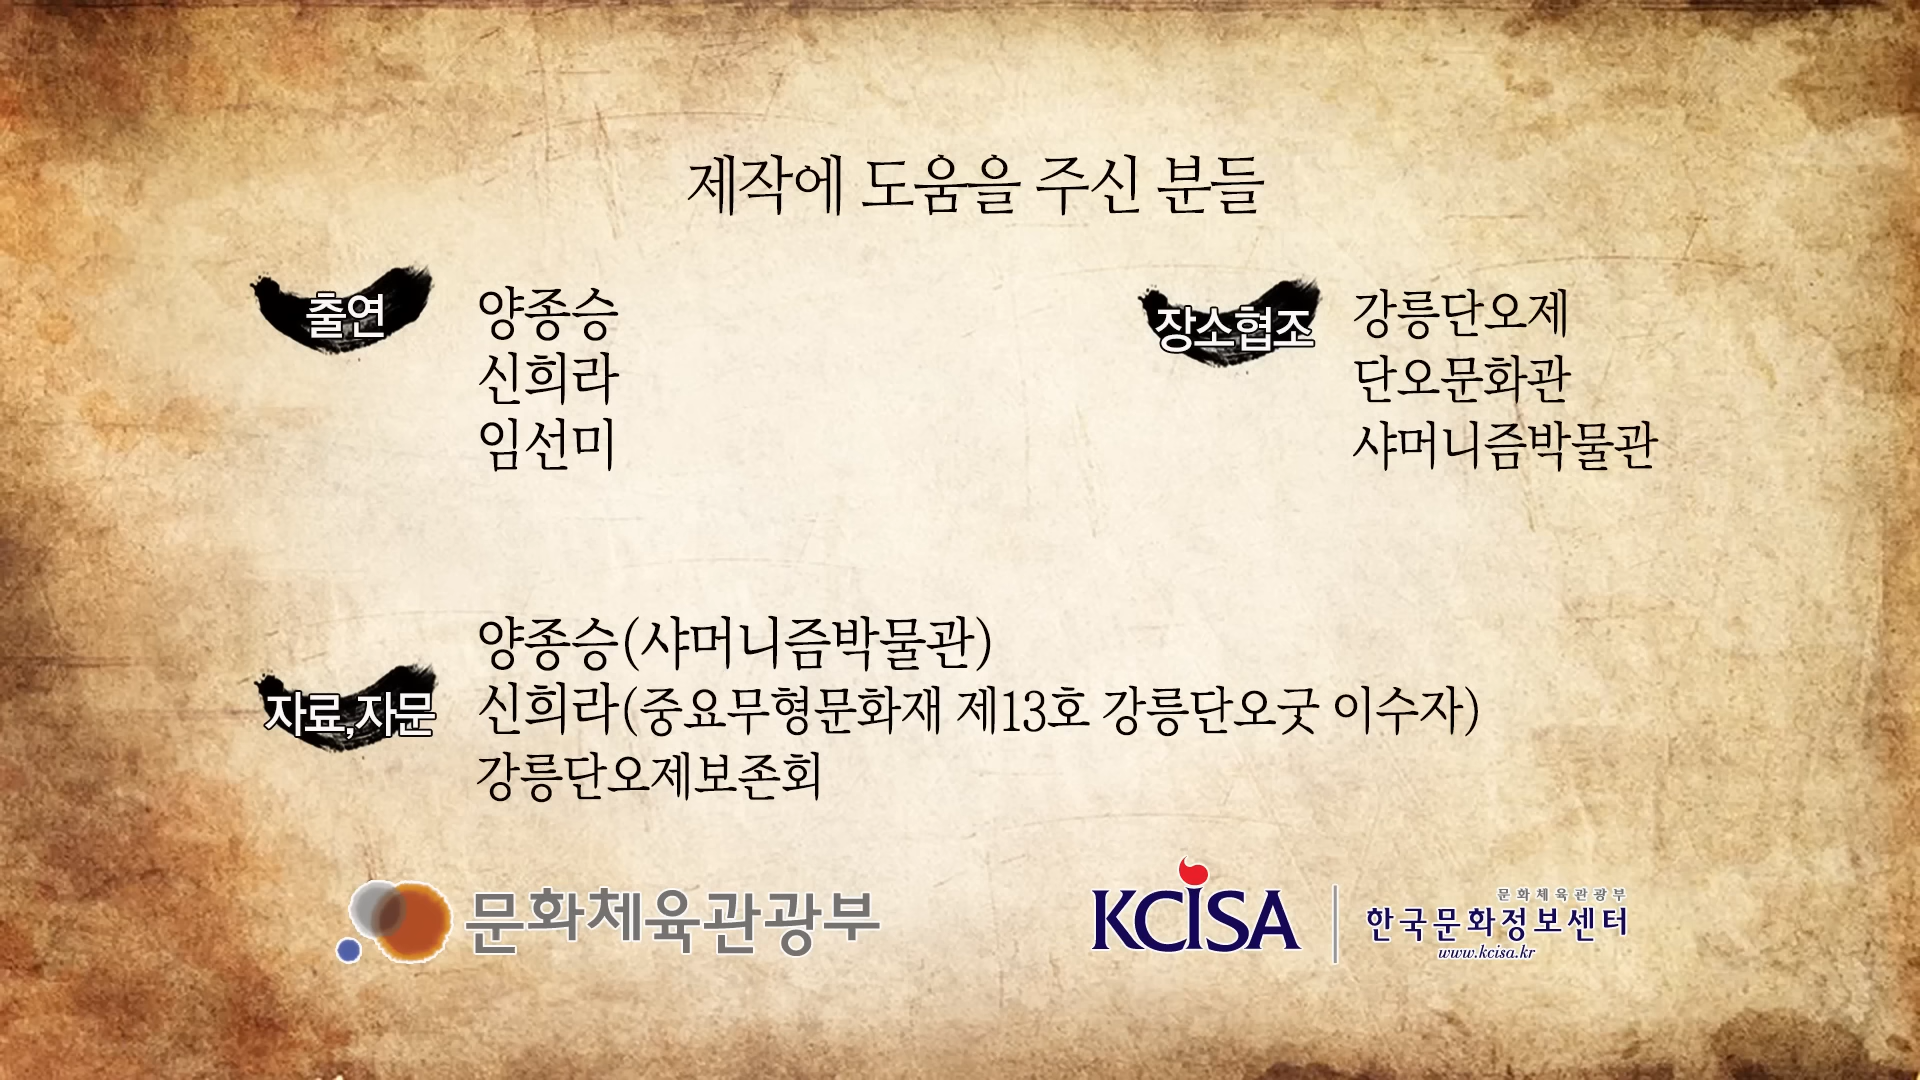 제작에 도움을 주신 분들
출연
양종승
신희라
임선미
장소협조
강릉단오제
단오문화관
샤머니즘박물관
자료, 자문
양종승(샤머니즘박물관)
신희라(중요무형문화재 제13호 강릉단오굿 이수자)
강릉단오제보존회
문화체육관광부
KCISA
문화체육관광부
한국문화정보센터
www.kcisa.kr